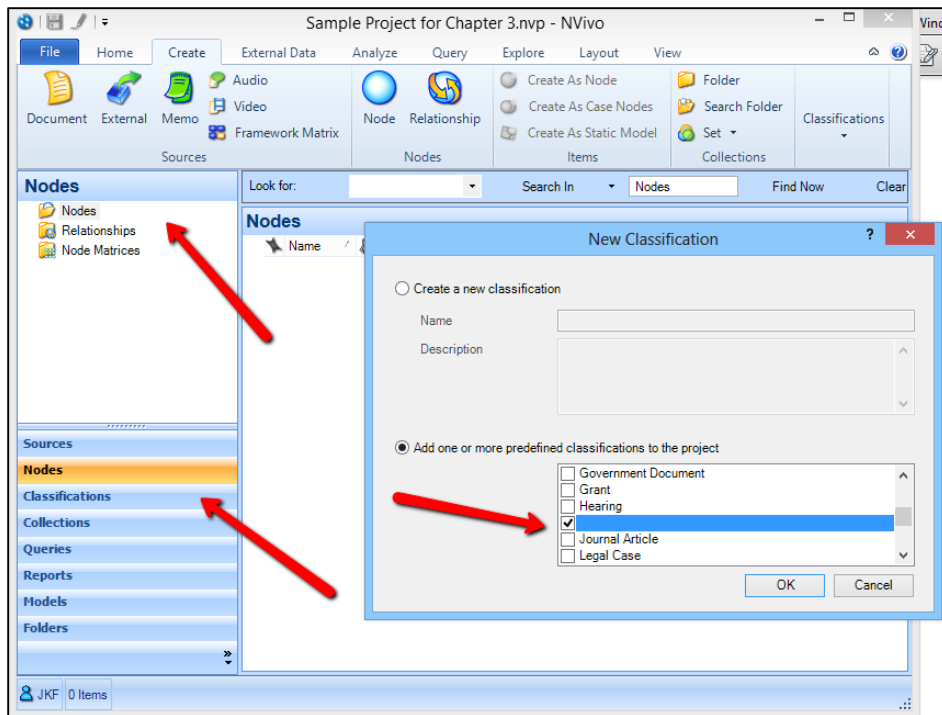 Sample Project for Chapter 3.nvp - NVivo
Vinc
File Home Create External Data Analyze Query Explore Layout View
Document External Memo
Audio
Video
Framework Matrix
Sources
Node Relationship
Nodes
Create As Node
Create As Case Nodes
Create As Static Model
Items
Folder
Search Folder
Set
Collections
Classifications
Nodes
Nodes
Relationships
Node Matrices
Look for: Search In Nodes Find Now Clear
Nodes
Name
New Classification
Create a new classification
Name
Description
Add one or more predefined classifications to the project
Government Document
Grant
Hearing
Journal Article
Legal Case
OK Cancel
Sources
Nodes
Classifications
Collections
Queries
Reports
Models
Folders
JKF 0 Items